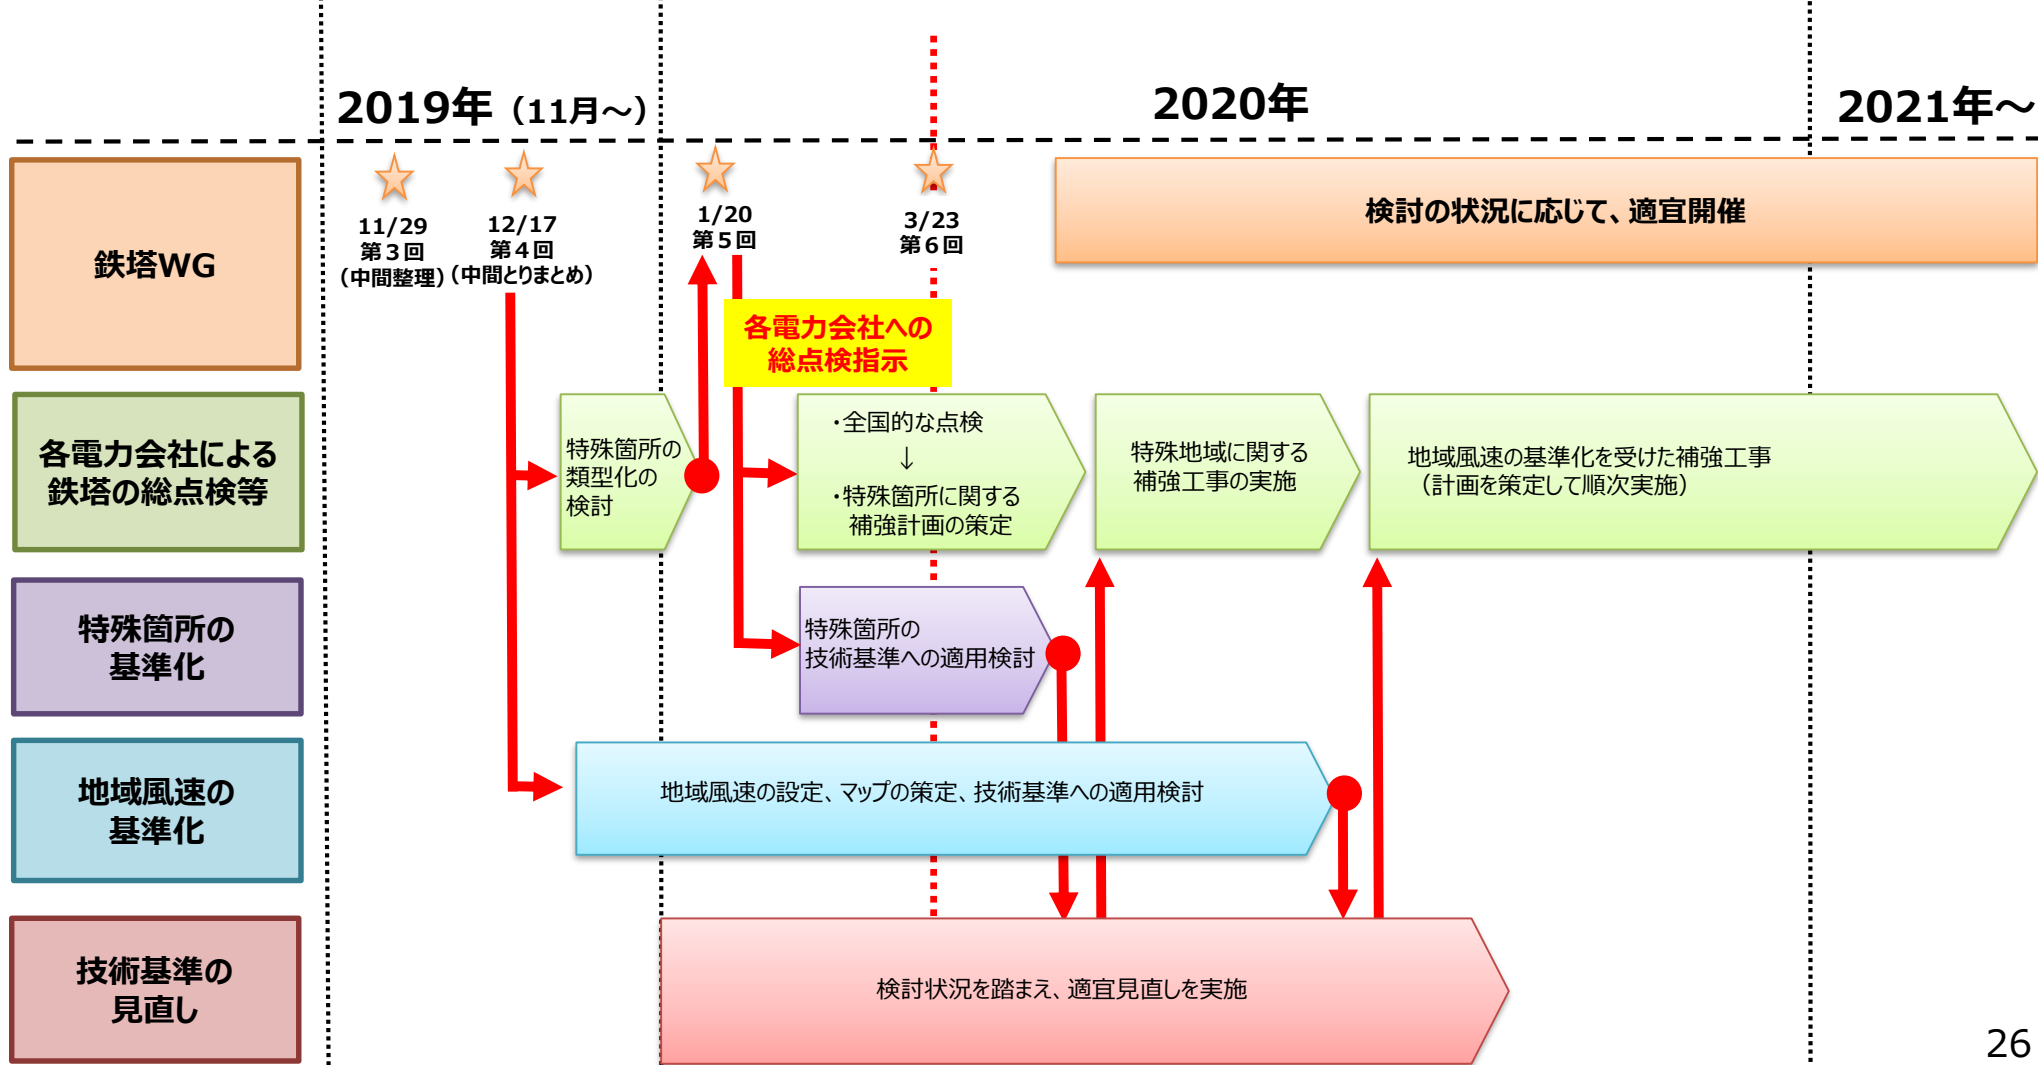 2019年（11月～）
2020年
2021年～
鉄塔WG
11/29
第３回
（中間整理）
12/17
第４回
（中間とりまとめ）
1/20
第５回
3/23
第６回
検討の状況に応じて、適宜開催
各電力会社への
総点検指示
各電力会社による
鉄塔の総点検等
特殊箇所の
類型化の
検討
・全国的な点検
↓
・特殊箇所に関する
補強計画の策定
特殊地域に関する
補強工事の実施
地域風速の基準化を受けた補強工事
（計画を策定して順次実施）
特殊箇所の
基準化
特殊箇所の
技術基準への適用検討
地域風速の
基準化
地域風速の設定、マップの策定、技術基準への適用検討
技術基準の
見直し
検討状況を踏まえ、適宜見直しを実施
26